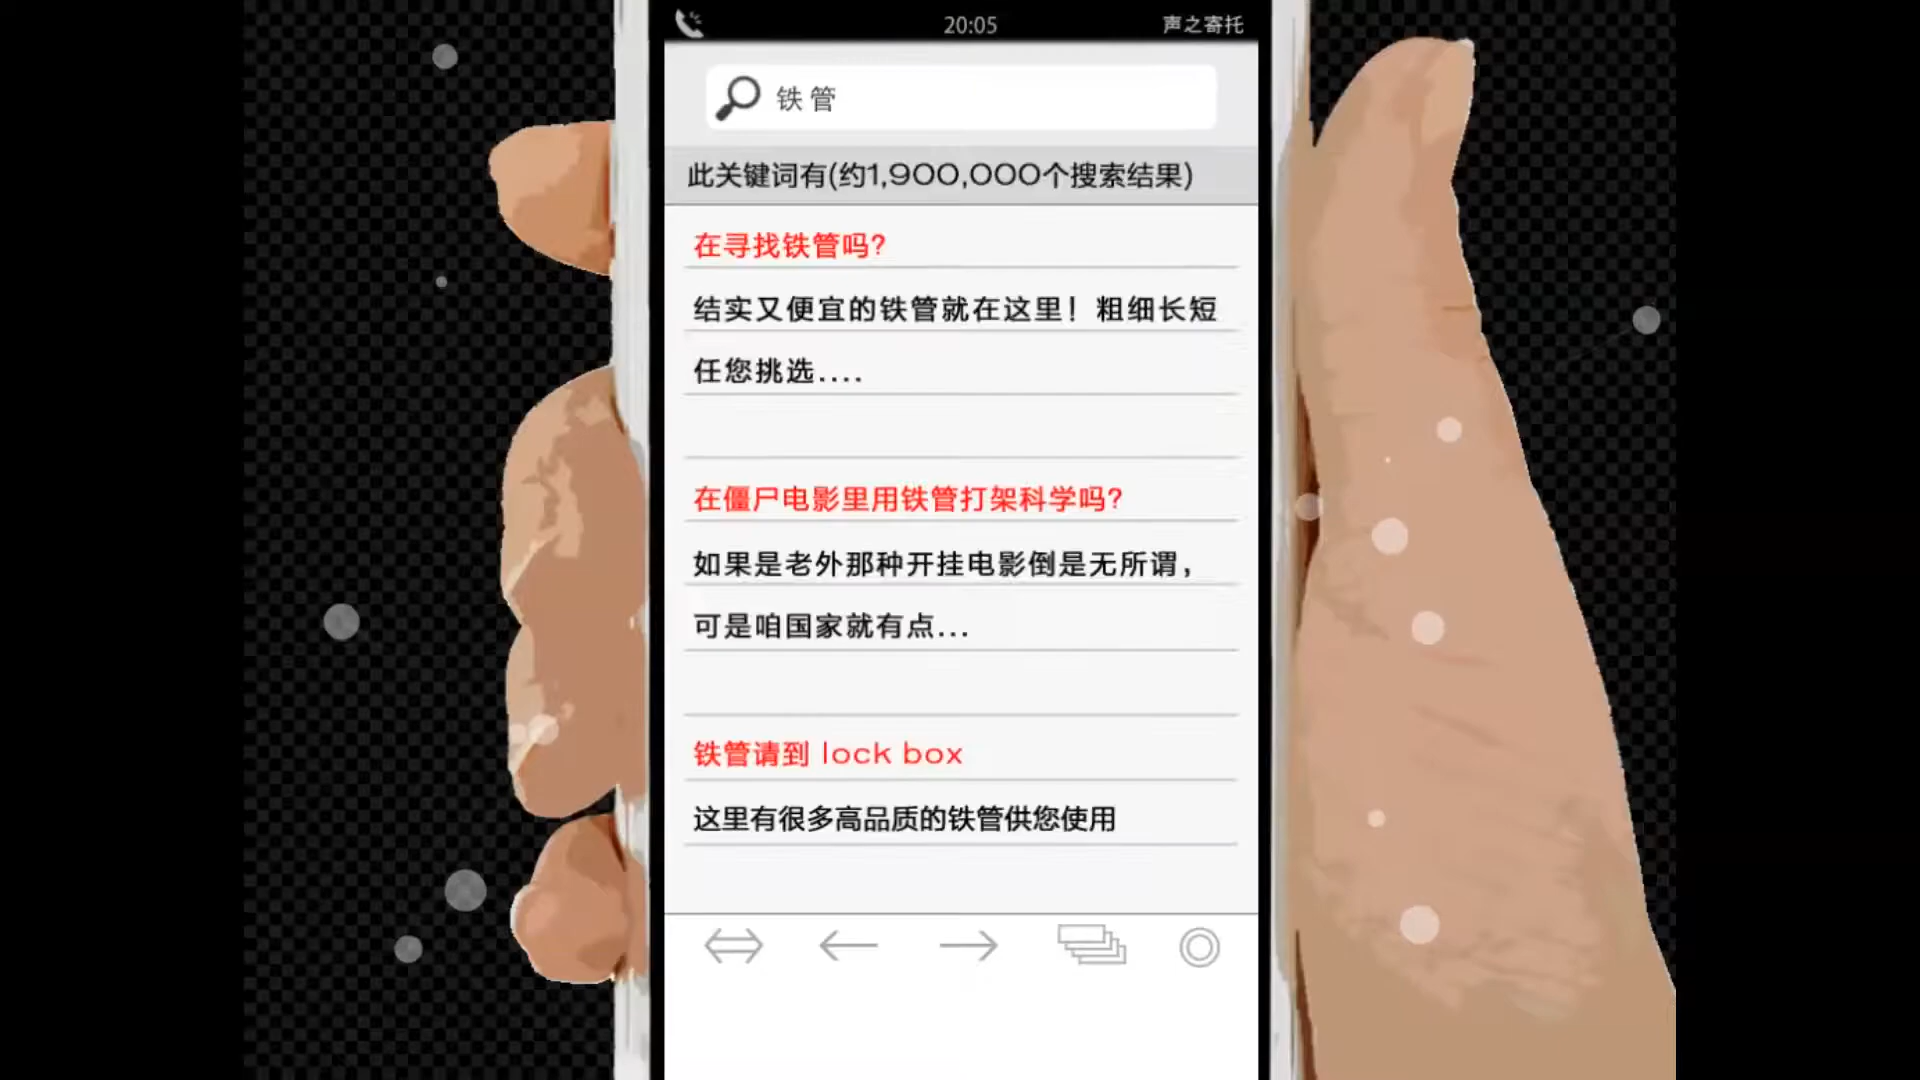 20:05
声之寄托
铁管
此关键词有(约1,900,000个搜索结果)
在寻找铁管吗?
结实又便宜的铁管就在这里！粗细长短
任您挑选....
在僵尸电影里用铁管打架科学吗?
如果是老外那种开挂电影倒是无所谓，
可是咱国家就有点...
铁管请到 lock box
这里有很多高品质的铁管供您使用